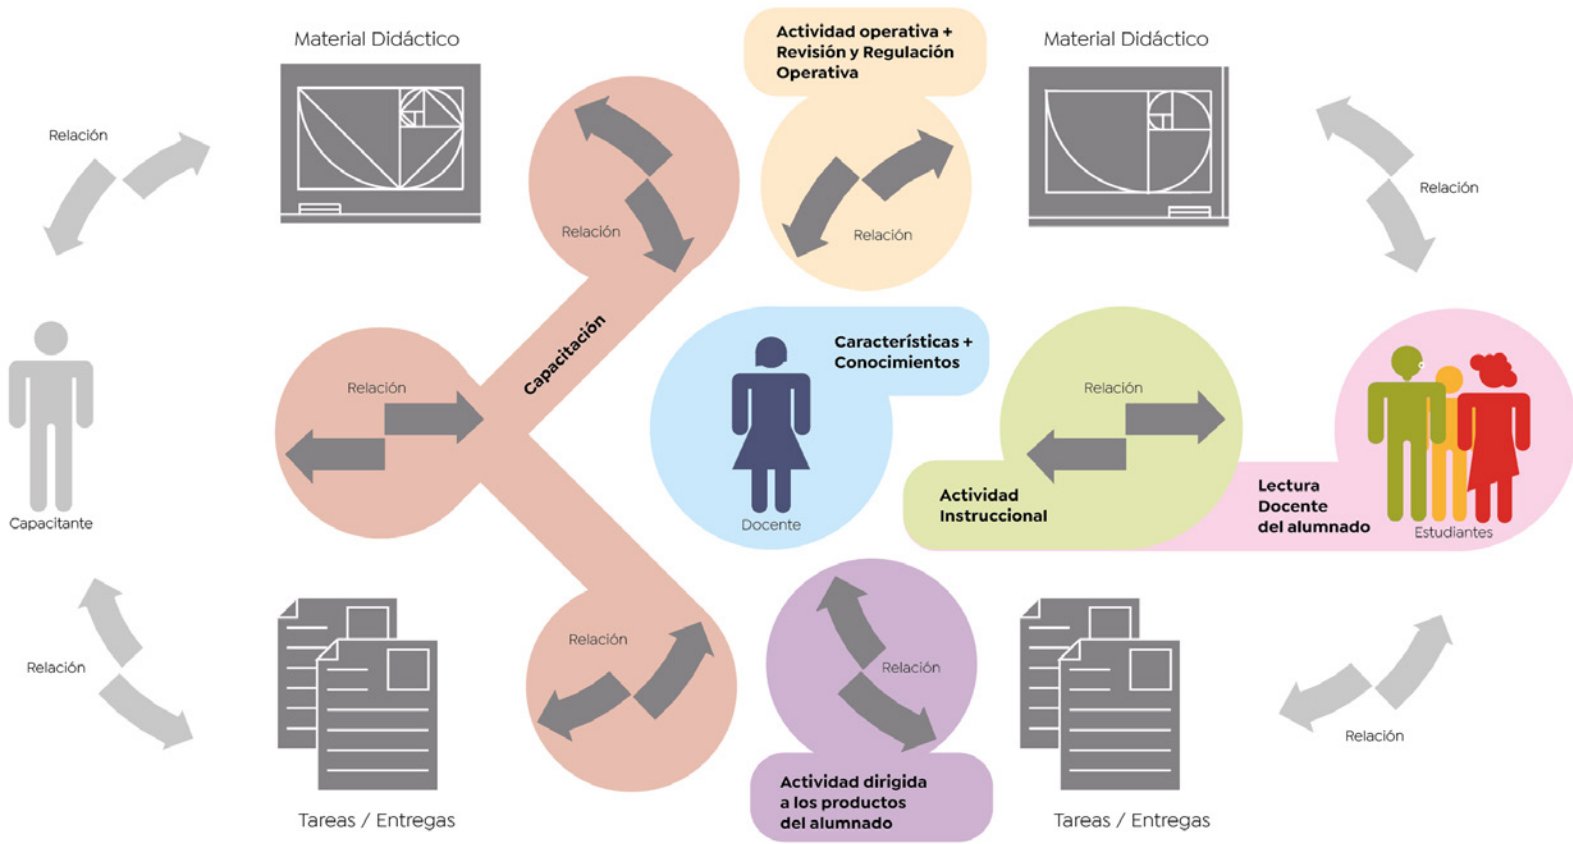 Material Didáctico
Actividad operativa +
Revisión y Regulación
Operativa
Material Didáctico
Relación
Relación
Relación
Relación
Relación
Capacitación
Características +
Conocimientos
Relación
Relación
Capacitante
Docente
Actividad
Instruccional
Lectura
Docente
del alumnado
Estudiantes
Relación
Relación
Relación
Relación
Tareas / Entregas
Actividad dirigida
a los productos
del alumnado
Tareas / Entregas